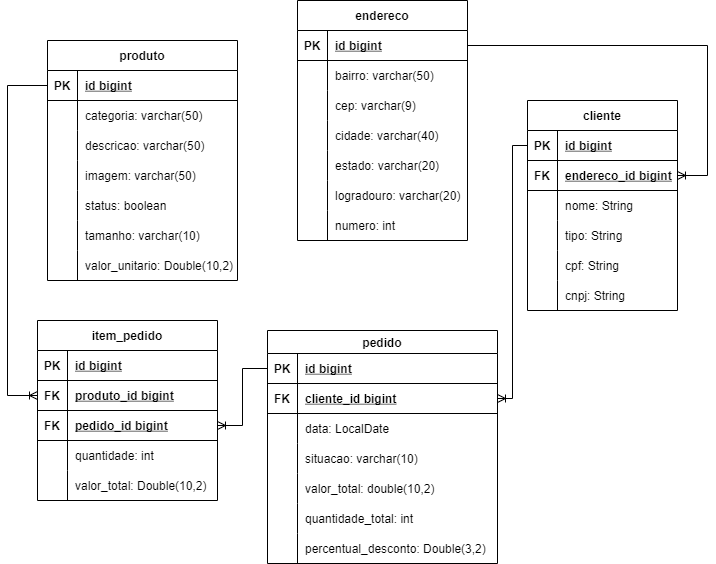 endereco
PK id bigint
bairro: varchar(50)
cep: varchar(9)
cidade: varchar(40)
estado: varchar(20)
logradouro: varchar(20)
numero: int
produto
PK id bigint
categoria: varchar(50)
descricao: varchar(50)
imagem: varchar(50)
status: boolean
tamanho: varchar(10)
valor_unitario: Double(10,2)
cliente
PK id bigint
FK endereco_id bigint
nome: String
tipo: String
cpf: String
cnpj: String
item_pedido
PK id bigint
FK produto_id bigint
FK pedido_id bigint
quantidade: int
valor_total: Double(10,2)
pedido
PK id bigint
FK cliente_id bigint
data: LocalDate
situacao: varchar(10)
valor_total: double(10,2)
quantidade_total: int
percentual_desconto: Double(3,2)